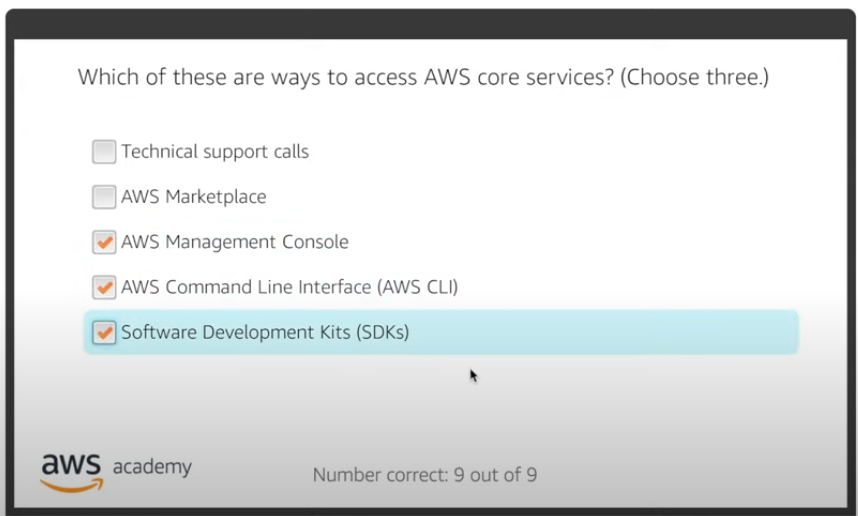 Which of these are ways to access AWS core services? (Choose three.)
Technical support calls
AWS Marketplace
AWS Management Console
AWS Command Line Interface (AWS CLI)
Software Development Kits (SDKs)
aws academy
Number correct: 9 out of 9